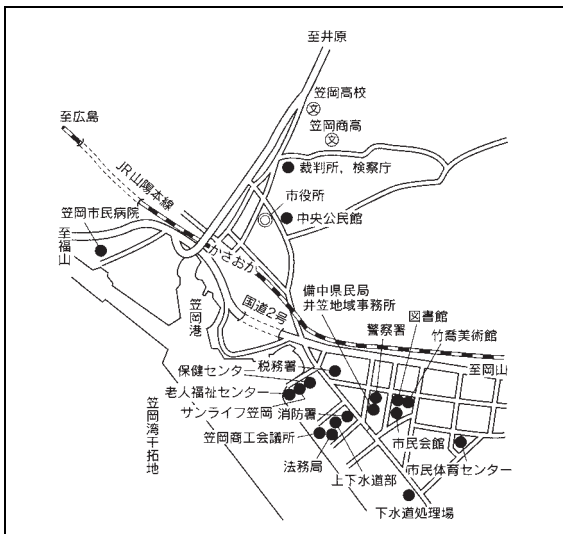 至井原
笠岡高校
文
笠岡商高
文
至広島
JR山陽本線
裁判所，検察庁
市役所
中央公民館
笠岡市民病院
至福山
かさおか
笠岡港
国道2号
備中県民局
井笠地域事務所
図書館
警察署
竹喬美術館
至岡山
税務署
保健センター
老人福祉センター
サンライフ笠岡
消防署
笠岡商工会議所
法務局
上下水道部
市民会館
市民体育センター
下水道処理場
笠岡湾干拓地